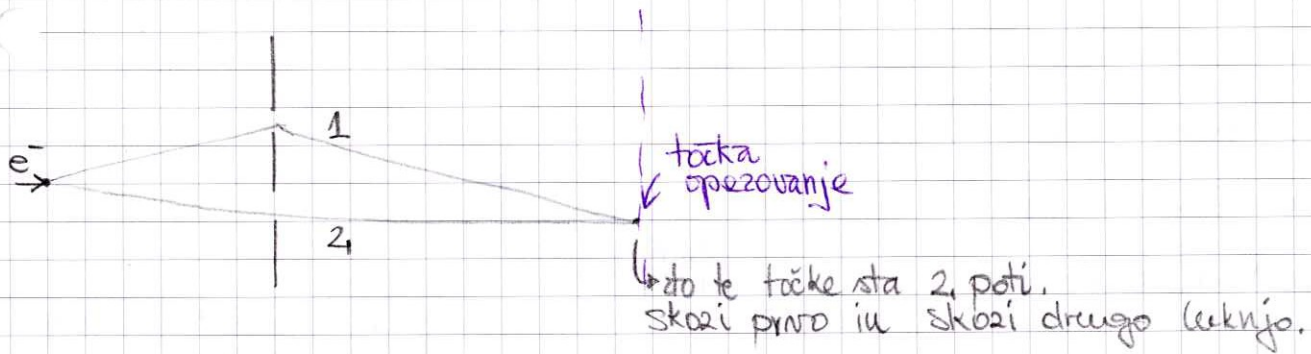 1
e⁻
točka
opazovanje
2
do te točke sta 2 poti.
skozi prvo in skozi drugo luknjo.